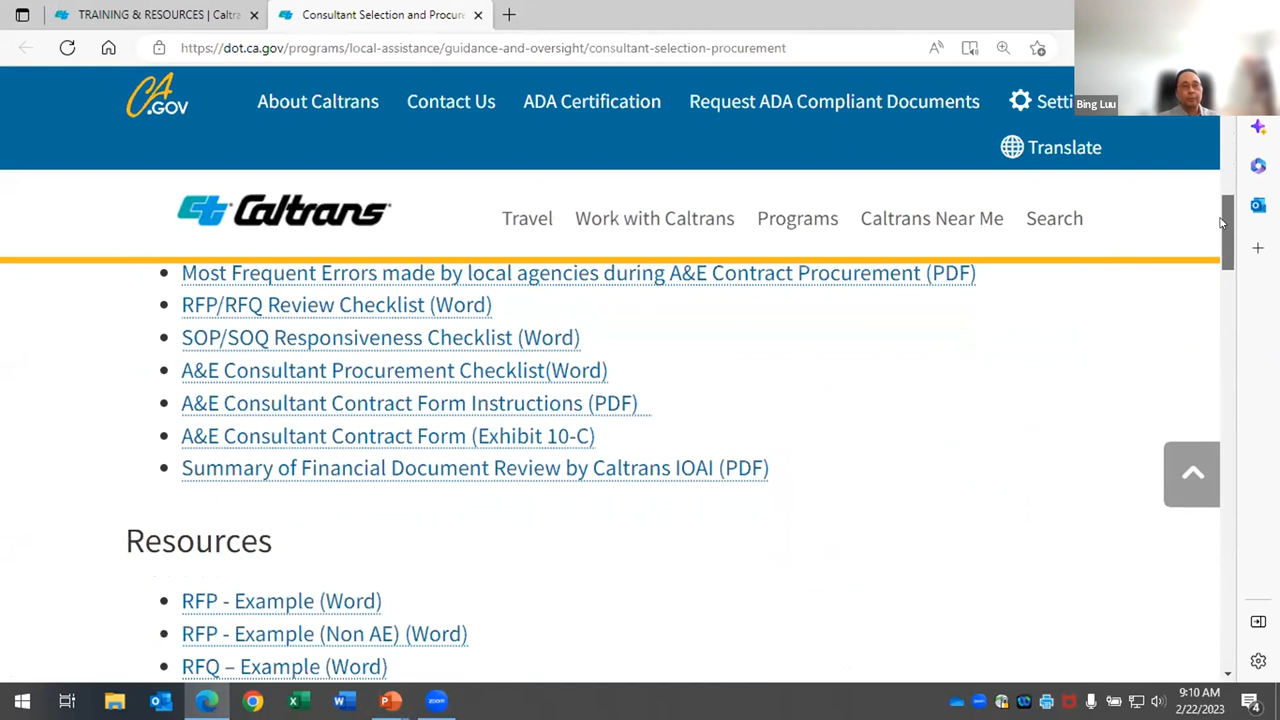 TRAINING & RESOURCES | Caltra
Consultant Selection and Procure
https://dot.ca.gov/programs/local-assistance/guidance-and-oversight/consultant-selection-procurement
CA.GOV
About Caltrans
Contact Us
ADA Certification
Request ADA Compliant Documents
Setti
Bing Luu
Translate
Caltrans
Travel
Work with Caltrans
Programs
Caltrans Near Me
Search
Most Frequent Errors made by local agencies during A&E Contract Procurement (PDF)
RFP/RFQ Review Checklist (Word)
SOP/SOQ Responsiveness Checklist (Word)
A&E Consultant Procurement Checklist(Word)
A&E Consultant Contract Form Instructions (PDF)
A&E Consultant Contract Form (Exhibit 10-C)
Summary of Financial Document Review by Caltrans IOAI (PDF)
Resources
RFP - Example (Word)
RFP - Example (Non AE) (Word)
RFQ – Example (Word)
zoom
9:10 AM
2/22/2023
4